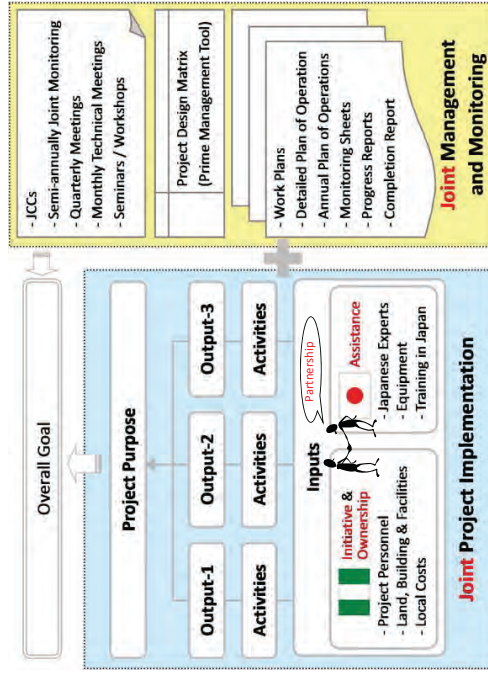 Overall Goal
Project Purpose
Output-1
Output-2
Output-3
Activities
Activities
Activities
Inputs
Partnership
Initiative &
Ownership
- Project Personnel
- Land, Building & Facilities
- Local Costs
Assistance
- Japanese Experts
- Equipment
- Training in Japan
Joint Project Implementation
- JCCs
- Semi-annually Joint Monitoring
- Quarterly Meetings
- Monthly Technical Meetings
- Seminars / Workshops
Project Design Matrix
(Prime Management Tool)
- Work Plans
- Detailed Plan of Operation
- Annual Plan of Operations
- Monitoring Sheets
- Progress Reports
- Completion Report
Joint Management
and Monitoring